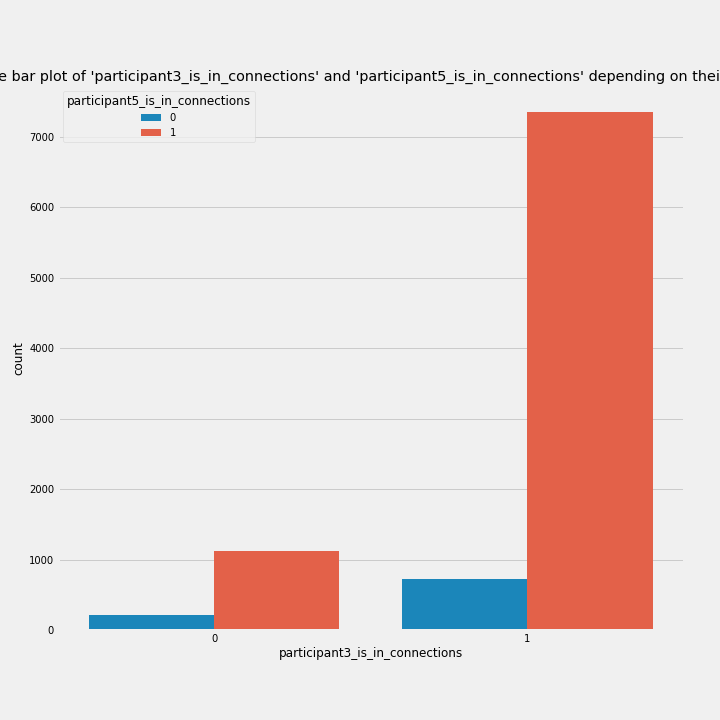 e bar plot of 'participant3_is_in_connections' and 'participant5_is_in_connections' depending on thei
participant5_is_in_connections
0
1
7000
6000
5000
4000
3000
2000
1000
0
count
0 1
participant3_is_in_connections